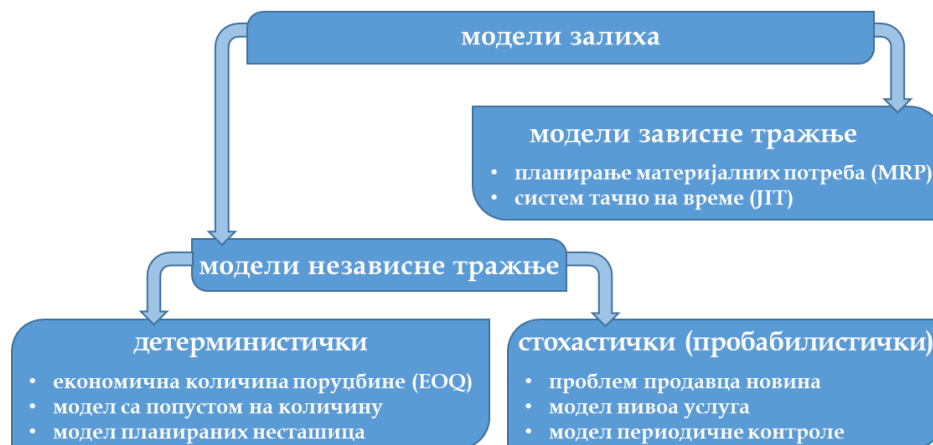 модели залиха
модели зависне тражње
• планирање материјалних потреба (MRP)
• систем тачно на време (JIT)
модели независне тражње
детерминистички
• економична количина поруџбине (EOQ)
• модел са попустом на количину
• модел планираних несташица
стохастички (пробабилистички)
• проблем продавца новина
• модел нивоа услуга
• модел периодичне контроле